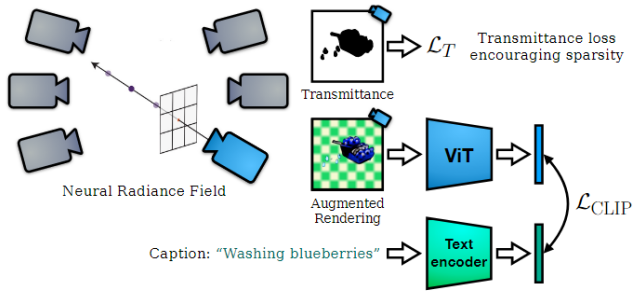 Transmittance loss
encouraging sparsity
ℒ_T
Transmittance
Neural Radiance Field
Augmented
Rendering
ViT
ℒ_CLIP
Caption: “Washing blueberries”
Text
encoder